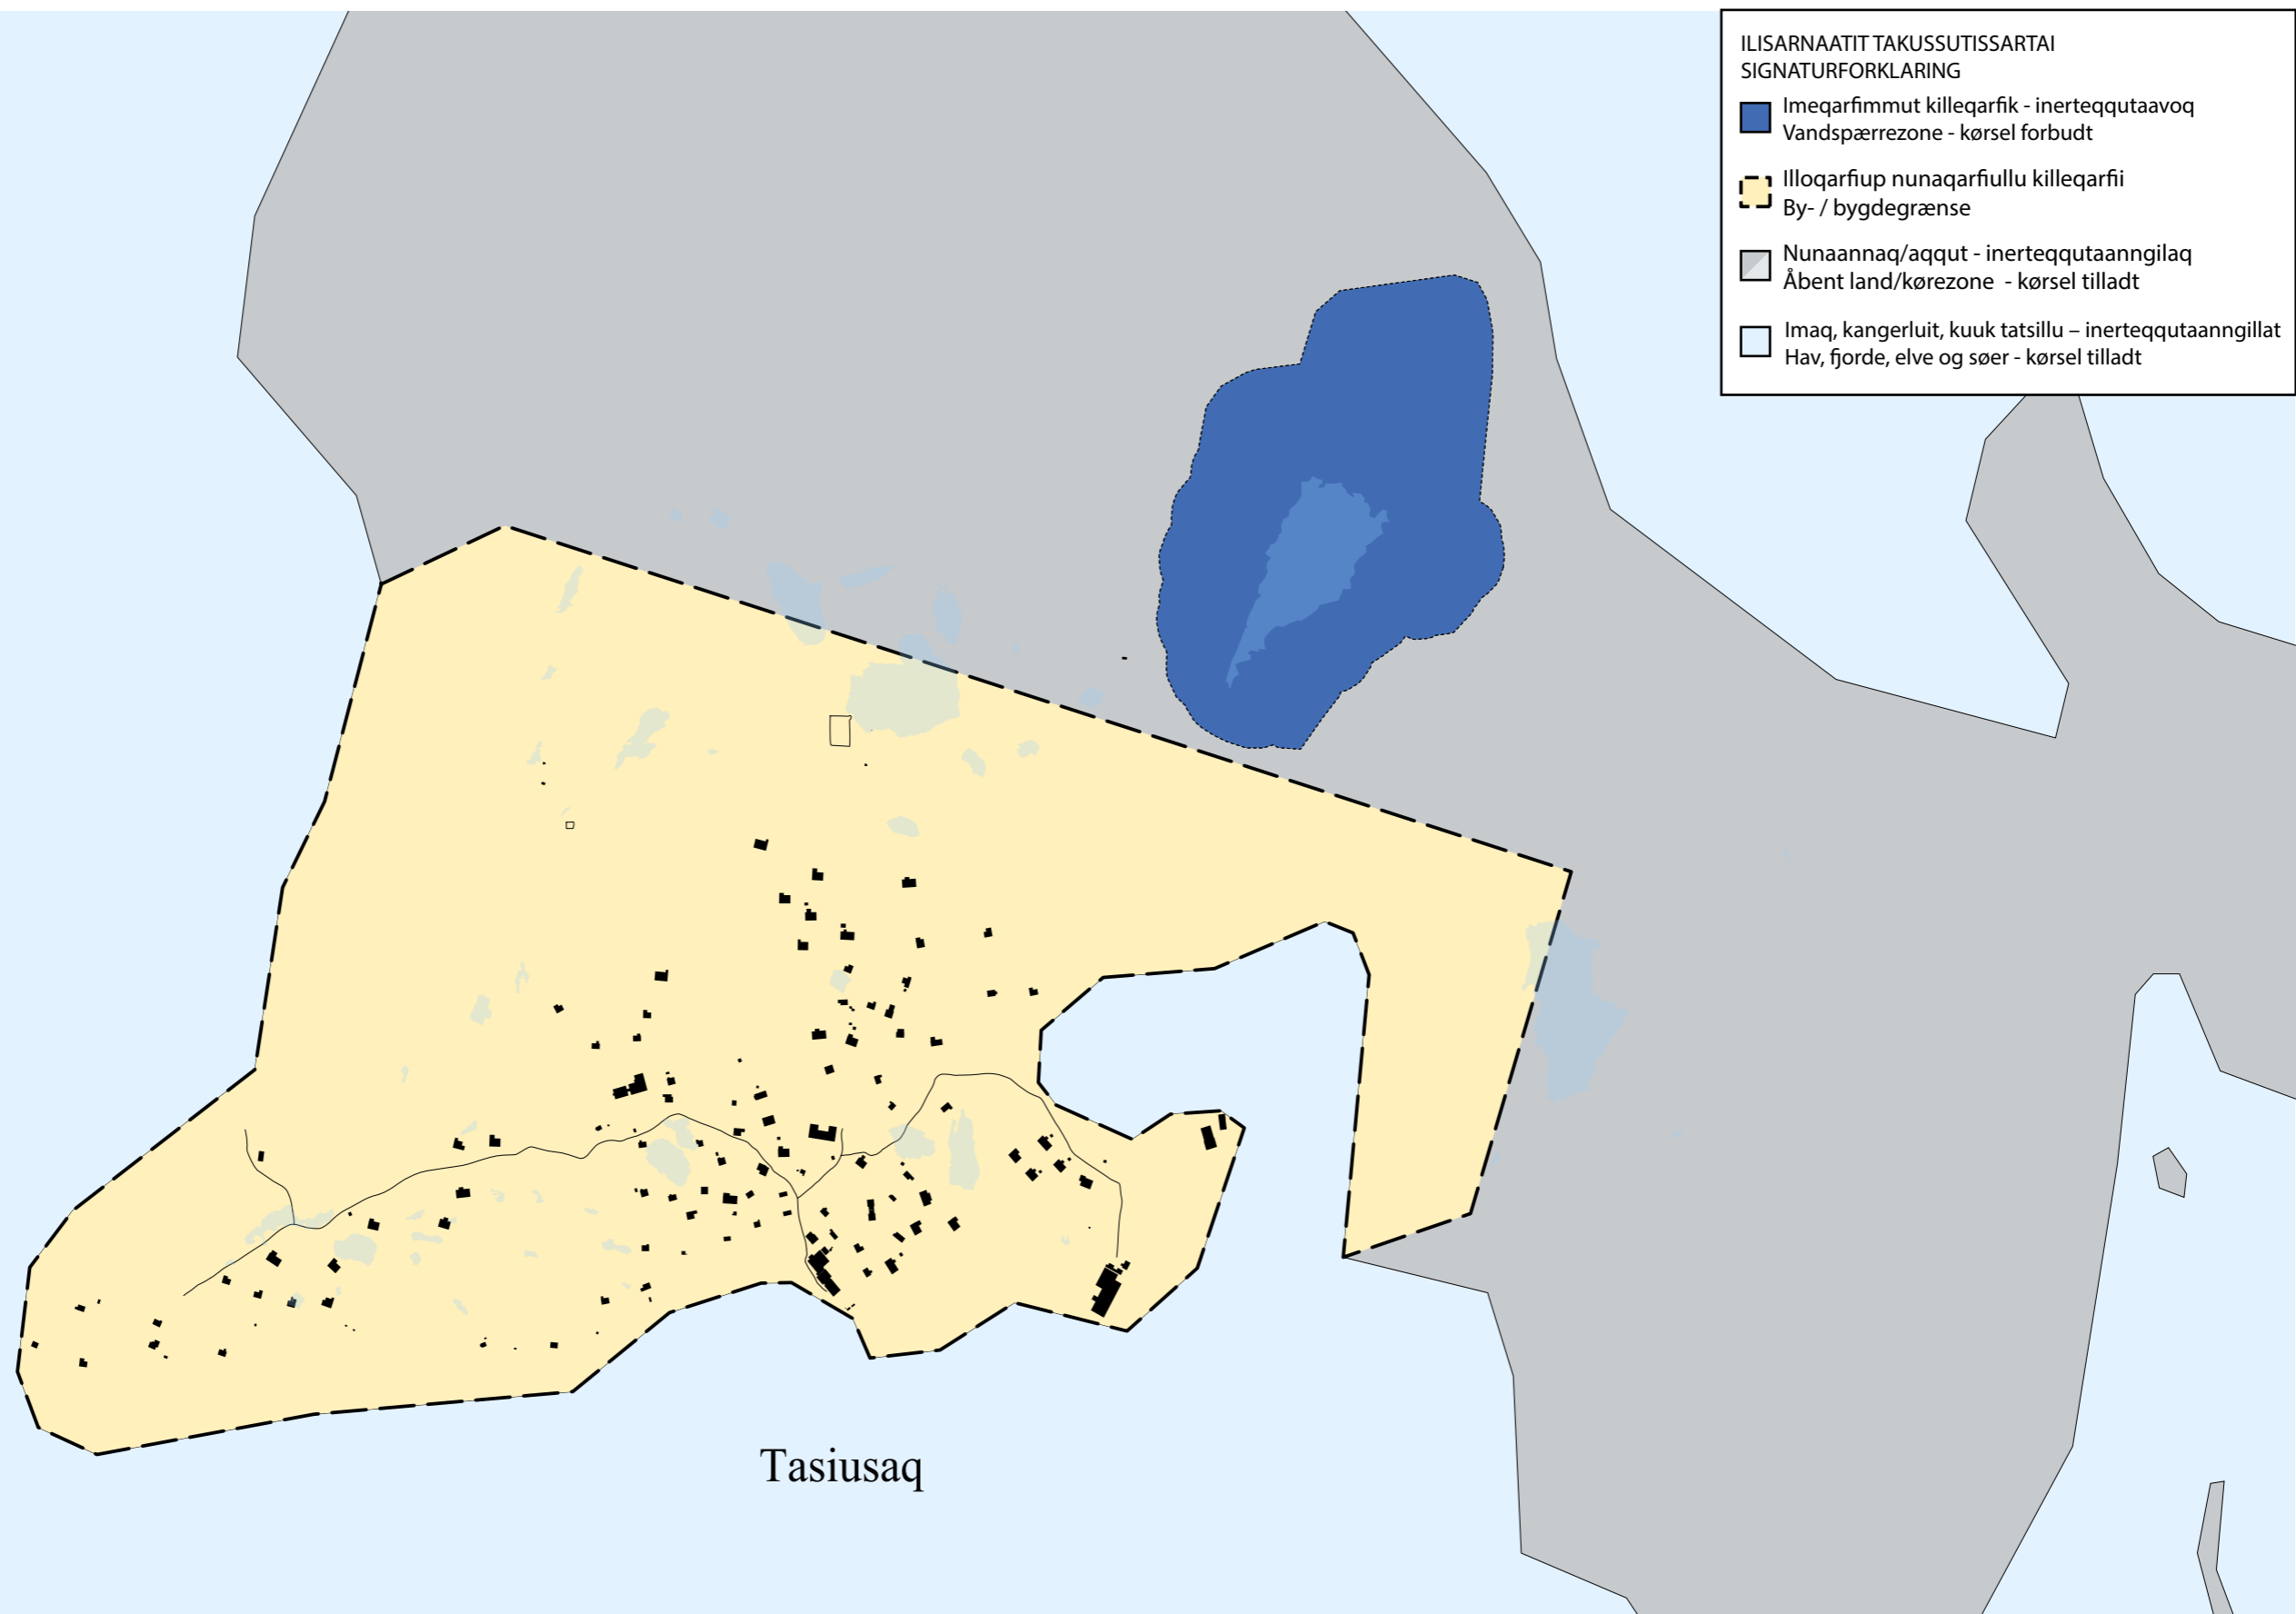 ILISARNAATIT TAKUSSUTISSARTAI
SIGNATURFORKLARING
Imeqarfimmut killeqarfik - inerteqqutaavoq
Vandspærrezone - kørsel forbudt
Illoqarfiup nunaqarfiullu killeqarfii
By- / bygdegrænse
Nunaannaq/aqqut - inerteqqutaanngilaq
Åbent land/kørezone - kørsel tilladt
Imaq, kangerluit, kuuk tatsillu – inerteqqutaanngillat
Hav, fjorde, elve og søer - kørsel tilladt
Tasiusaq